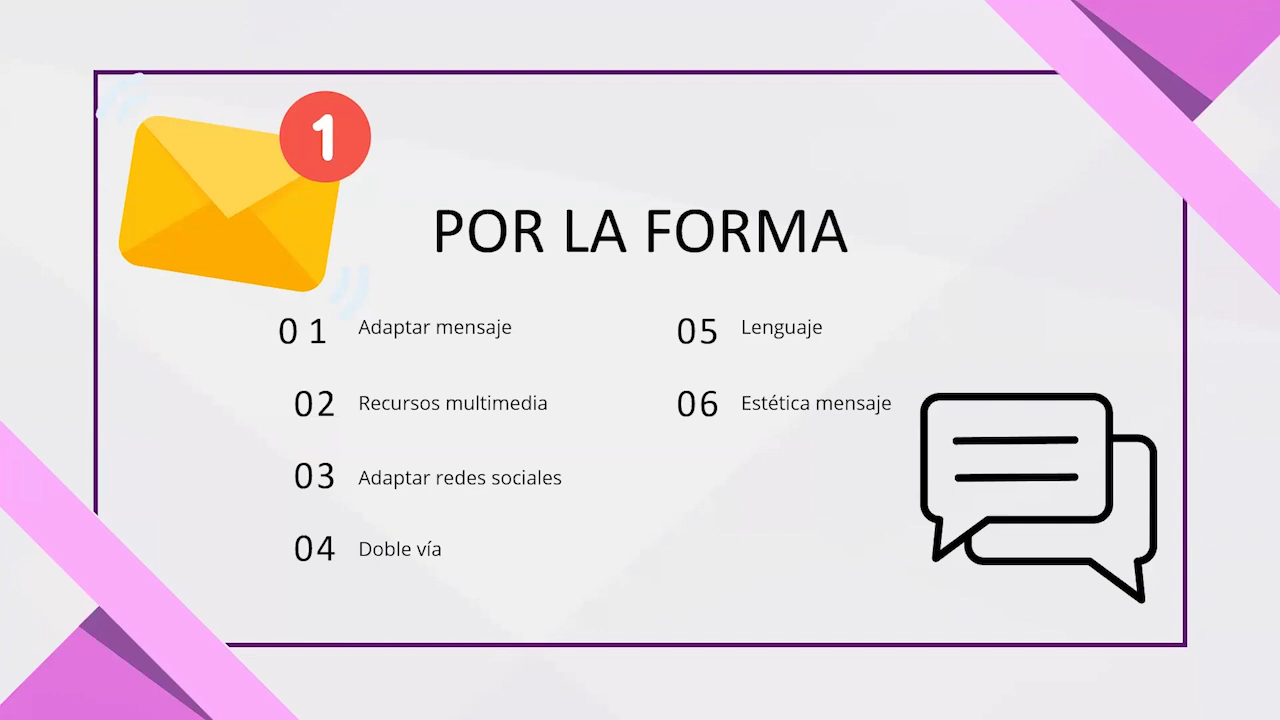 1
POR LA FORMA
0 1 Adaptar mensaje
02 Recursos multimedia
03 Adaptar redes sociales
04 Doble vía
05 Lenguaje
06 Estética mensaje